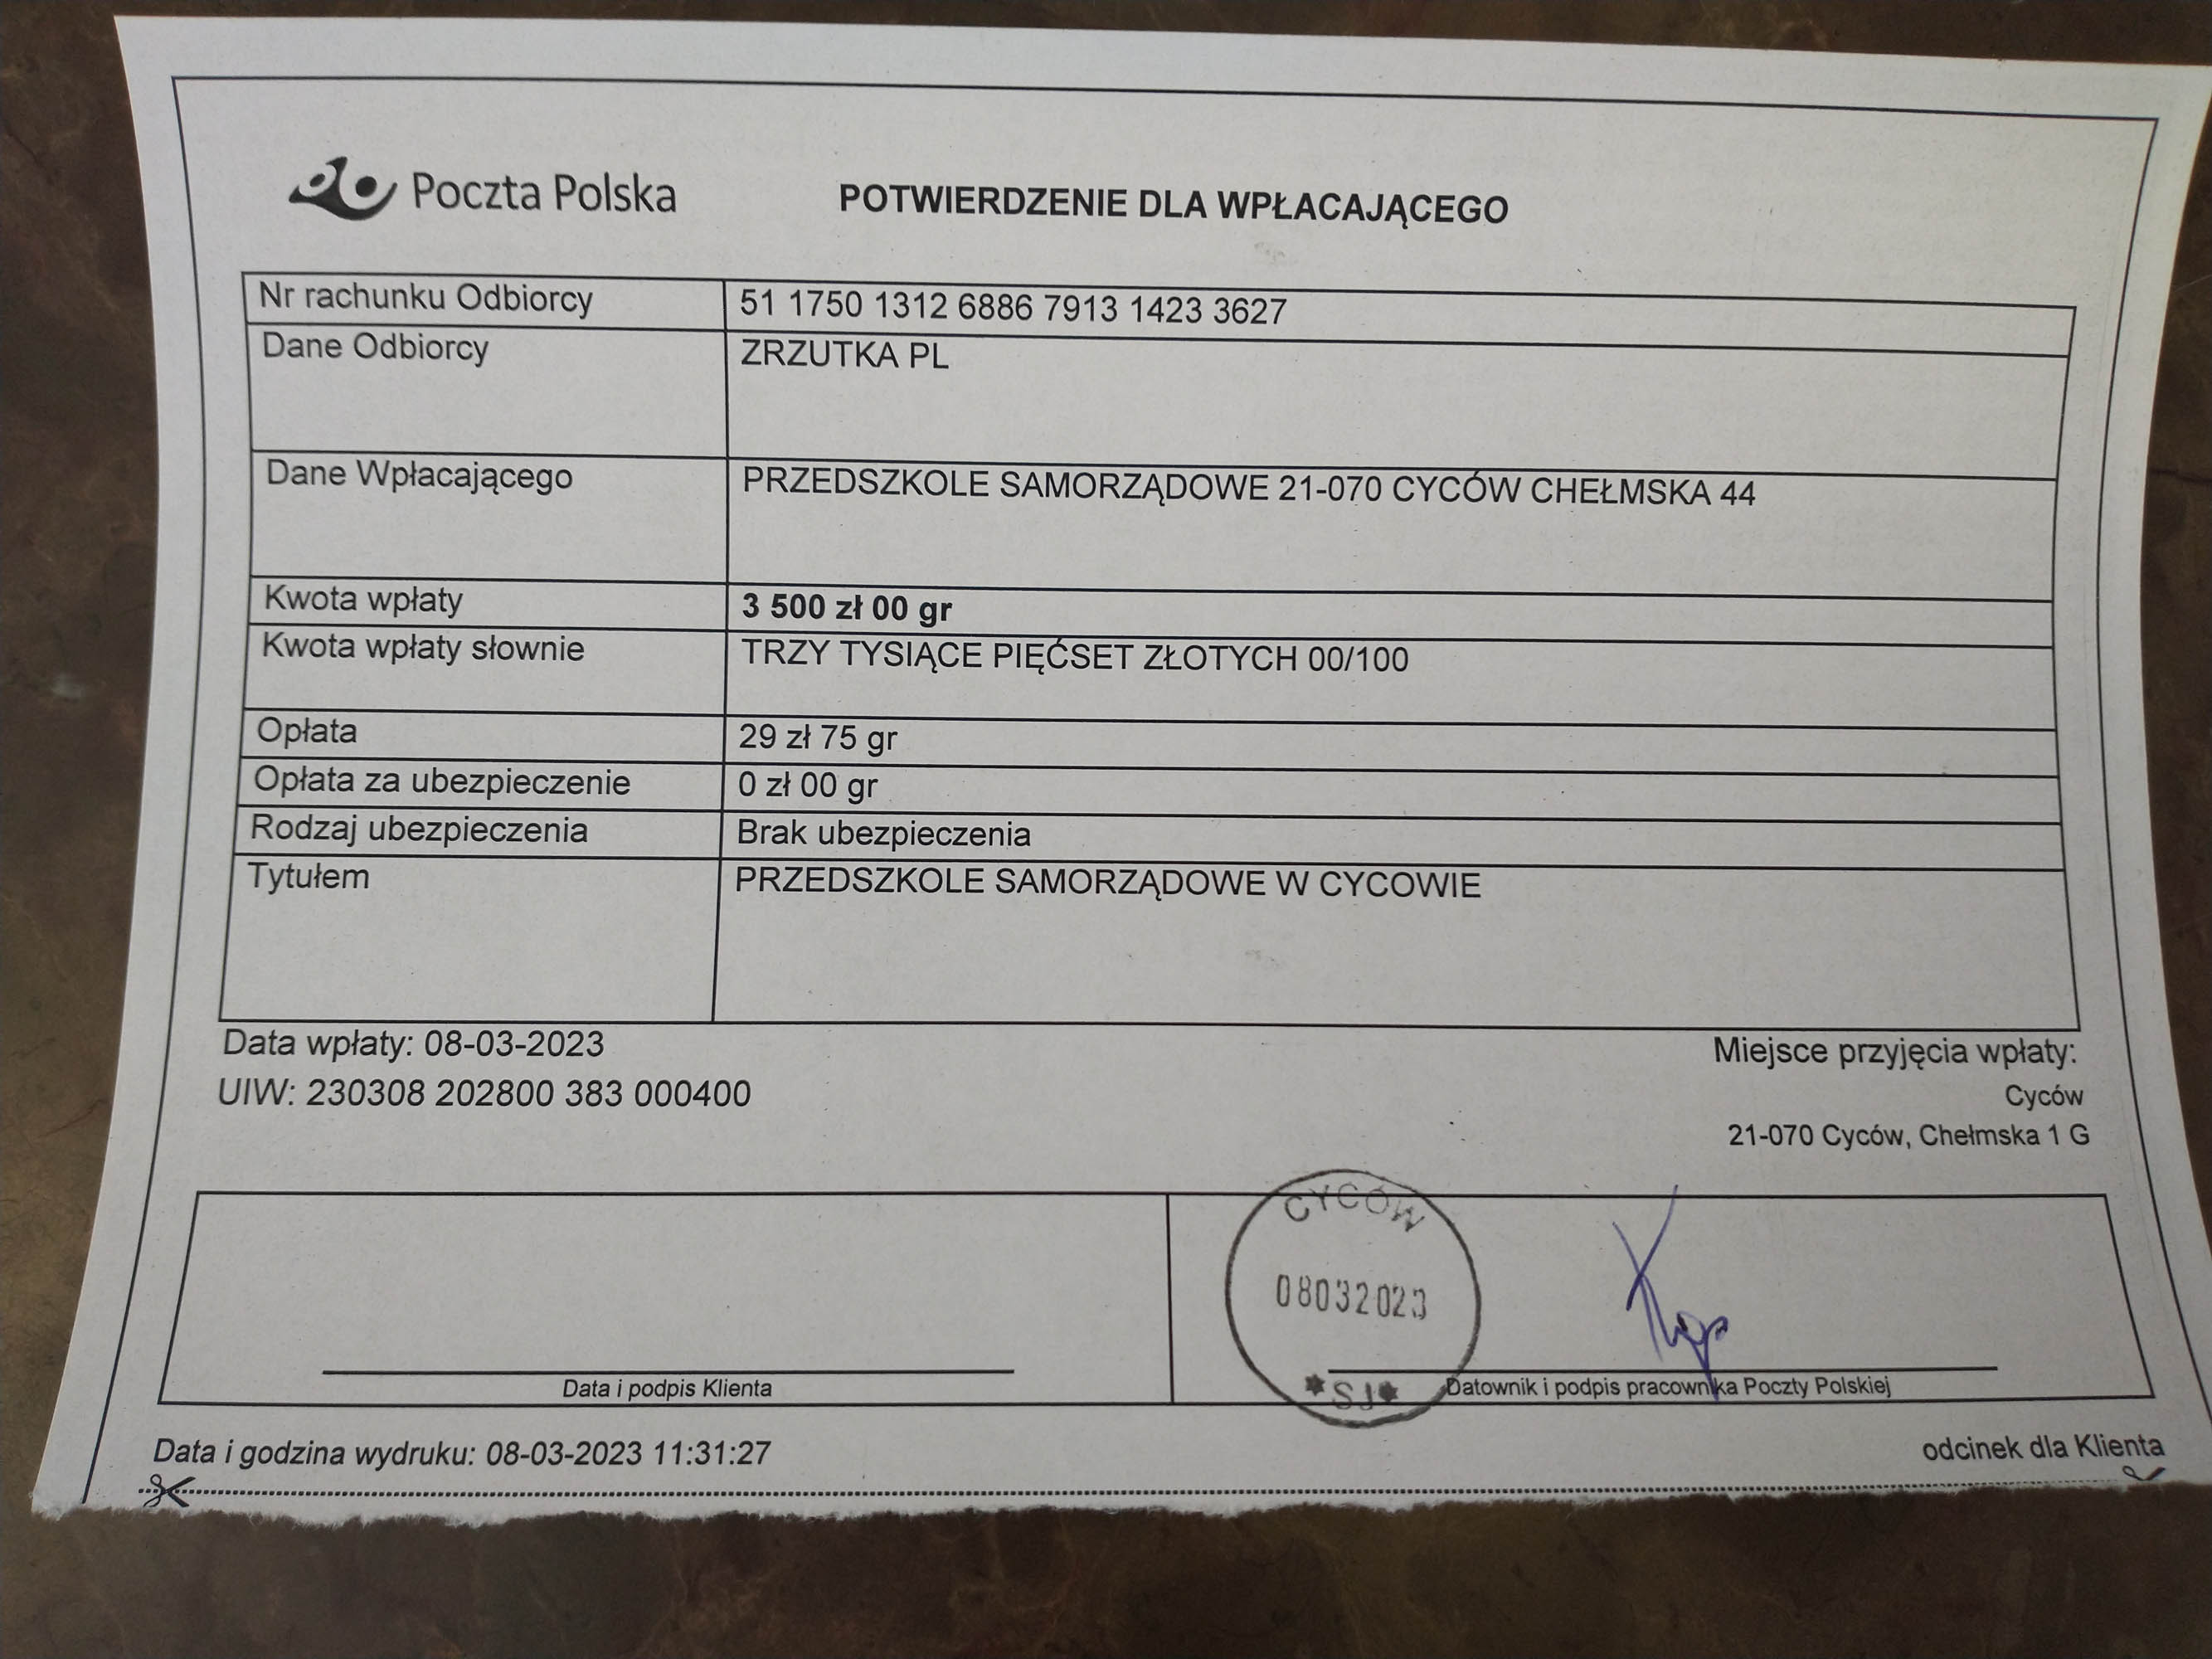 Poczta Polska
POTWIERDZENIE DLA WPŁACAJĄCEGO
Nr rachunku Odbiorcy 51 1750 1312 6886 7913 1423 3627
Dane Odbiorcy ZRZUTKA PL
Dane Wpłacającego PRZEDSZKOLE SAMORZĄDOWE 21-070 CYCÓW CHEŁMSKA 44
Kwota wpłaty 3 500 zł 00 gr
Kwota wpłaty słownie TRZY TYSIĄCE PIĘĆSET ZŁOTYCH 00/100
Opłata 29 zł 75 gr
Opłata za ubezpieczenie 0 zł 00 gr
Rodzaj ubezpieczenia Brak ubezpieczenia
Tytułem PRZEDSZKOLE SAMORZĄDOWE W CYCOWIE
Data wpłaty: 08-03-2023
UIW: 230308 202800 383 000400
Miejsce przyjęcia wpłaty:
Cyców
21-070 Cyców, Chełmska 1 G
CYCÓW
08032023
Data i podpis Klienta
Datownik i podpis pracownika Poczty Polskiej
Data i godzina wydruku: 08-03-2023 11:31:27
odcinek dla Klienta